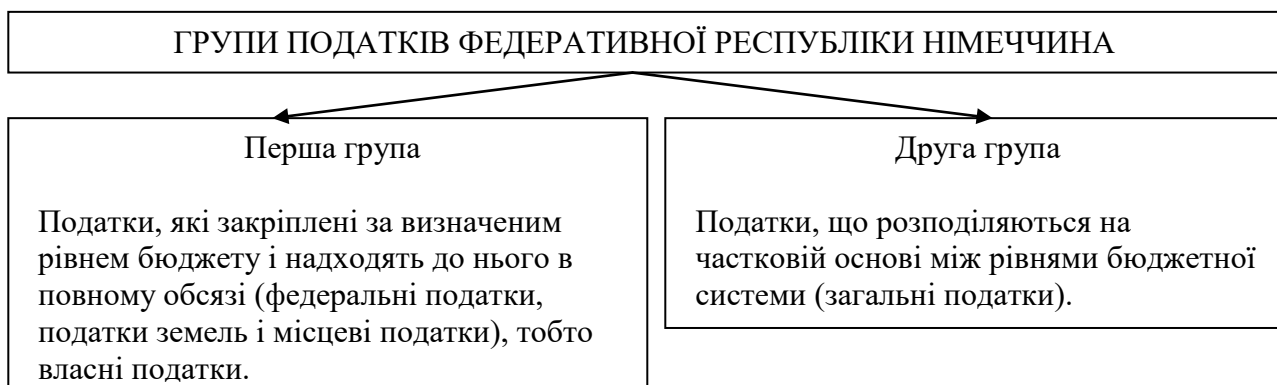 ГРУПИ ПОДАТКІВ ФЕДЕРАТИВНОЇ РЕСПУБЛІКИ НІМЕЧЧИНА
Перша група
Податки, які закріплені за визначеним
рівнем бюджету і надходять до нього в
повному обсязі (федеральні податки,
податки земель і місцеві податки), тобто
власні податки.
Друга група
Податки, що розподіляються на
частковій основі між рівнями бюджетної
системи (загальні податки).